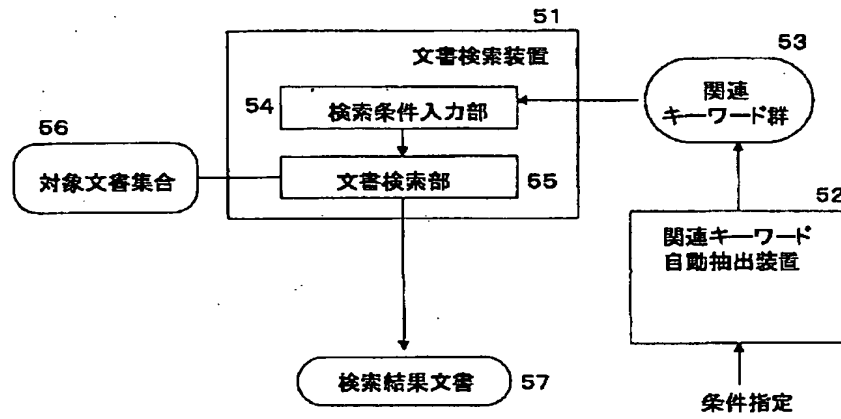 51
文書検索装置
53
関連
キーワード群
54
検索条件入力部
56
対象文書集合
文書検索部
55
52
関連キーワード
自動抽出装置
検索結果文書
57
条件指定